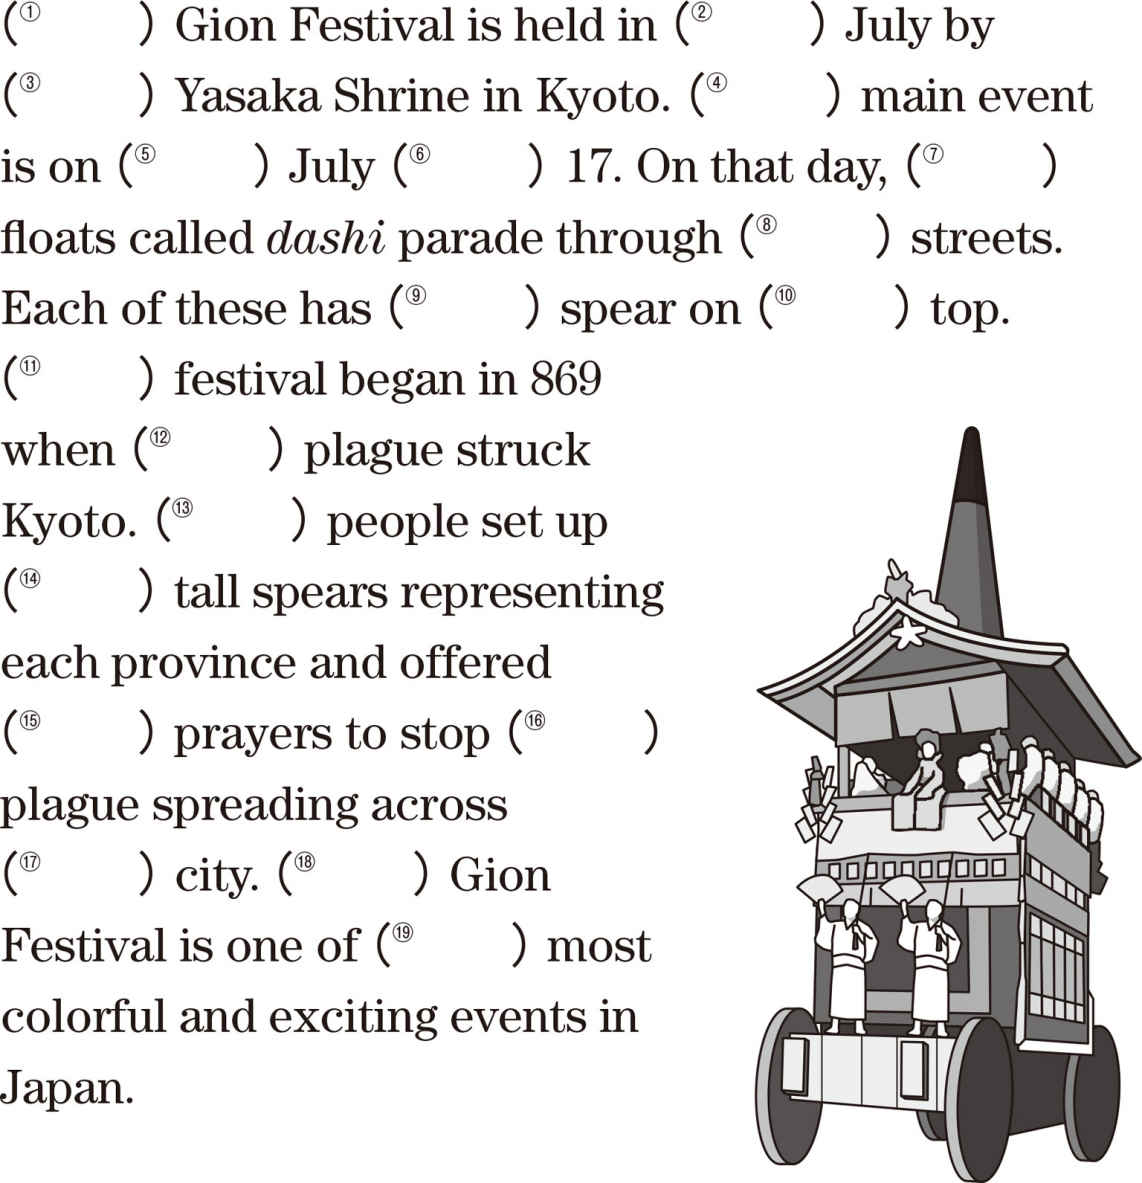 (① ) Gion Festival is held in (② ) July by
(③ ) Yasaka Shrine in Kyoto. (④ ) main event
is on (⑤ ) July (⑥ ) 17. On that day, (⑦ )
floats called dashi parade through (⑧ ) streets.
Each of these has (⑨ ) spear on (⑩ ) top.
(⑪ ) festival began in 869
when (⑫ ) plague struck
Kyoto. (⑬ ) people set up
(⑭ ) tall spears representing
each province and offered
(⑮ ) prayers to stop (⑯ )
plague spreading across
(⑰ ) city. (⑱ ) Gion
Festival is one of (⑲ ) most
colorful and exciting events in
Japan.